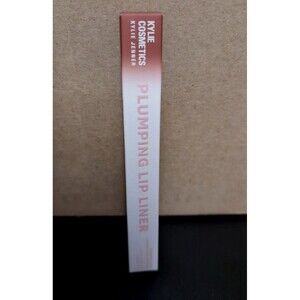 KYLIE
COSMETICS
KYLIE JENNER
PLUMPING LIP LINER